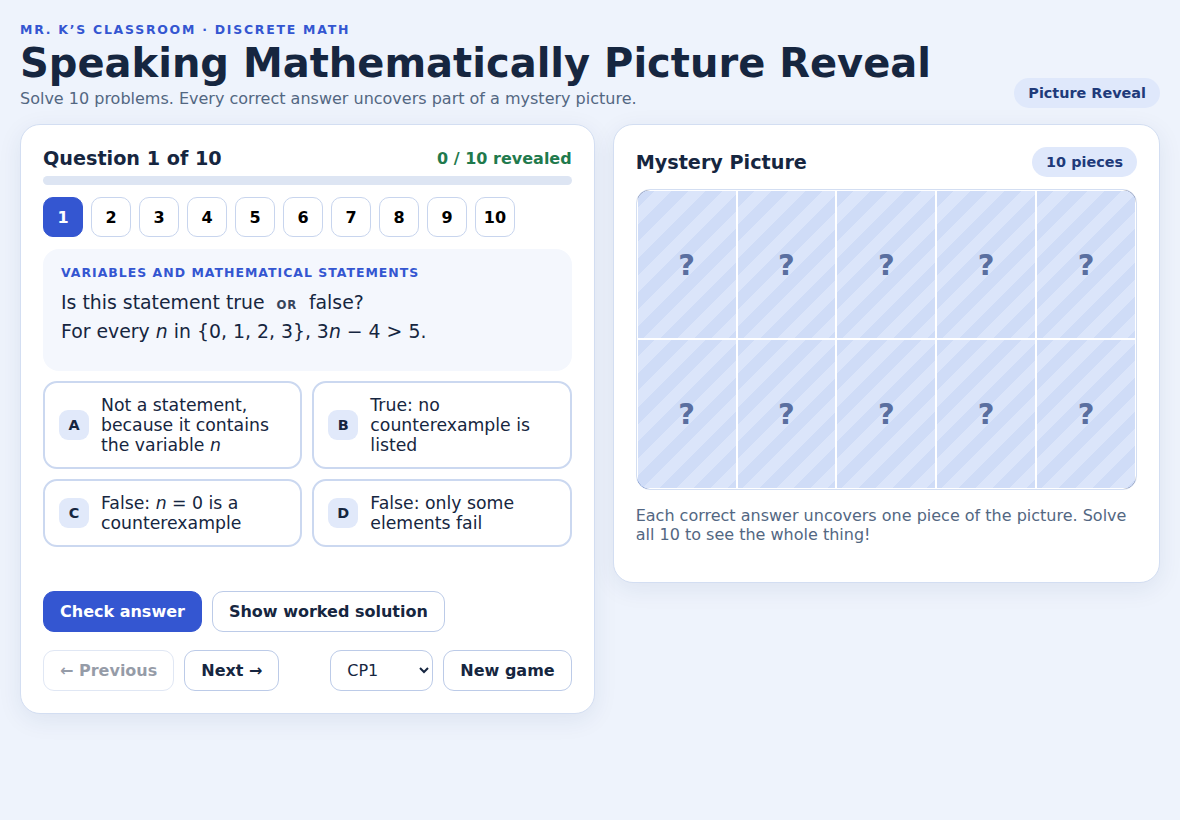 MR. K’S CLASSROOM · DISCRETE MATH
Speaking Mathematically Picture Reveal
Solve 10 problems. Every correct answer uncovers part of a mystery picture.
Picture Reveal
Question 1 of 10
0 / 10 revealed
1 2 3 4 5 6 7 8 9 10
VARIABLES AND MATHEMATICAL STATEMENTS
Is this statement true OR false?
For every n in {0, 1, 2, 3}, 3n − 4 > 5.
A
Not a statement,
because it contains
the variable n
B
True: no
counterexample is
listed
C
False: n = 0 is a
counterexample
D
False: only some
elements fail
Check answer
Show worked solution
← Previous
Next →
CP1
New game
Mystery Picture
10 pieces
? ? ? ? ?
? ? ? ? ?
Each correct answer uncovers one piece of the picture. Solve
all 10 to see the whole thing!